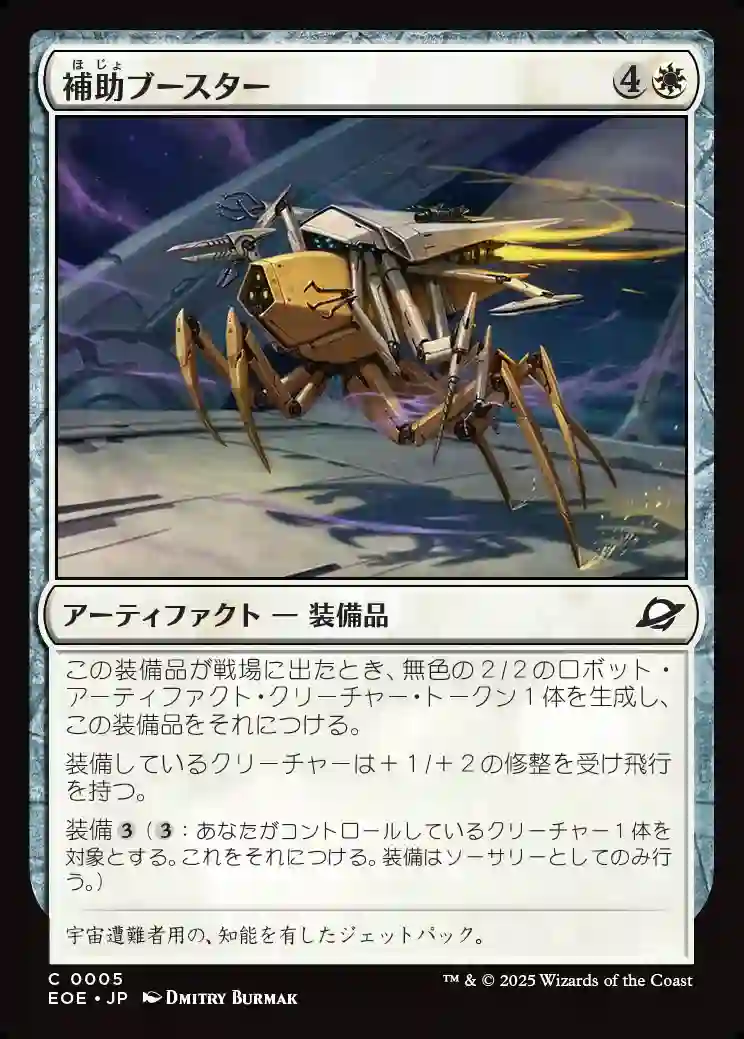 ほじょ
補助ブースター
4
アーティファクト — 装備品
この装備品が戦場に出たとき、無色の２/２のロボット・
アーティファクト・クリーチャー・トークン１体を生成し、
この装備品をそれにつける。
装備しているクリーチャーは＋１/＋２の修整を受け飛行
を持つ。
装備3（3：あなたがコントロールしているクリーチャー１体を
対象とする。これをそれにつける。装備はソーサリーとしてのみ行
う。）
宇宙遭難者用の、知能を有したジェットパック。
C 0005
EOE • JP Dmitry Burmak
™ & © 2025 Wizards of the Coast